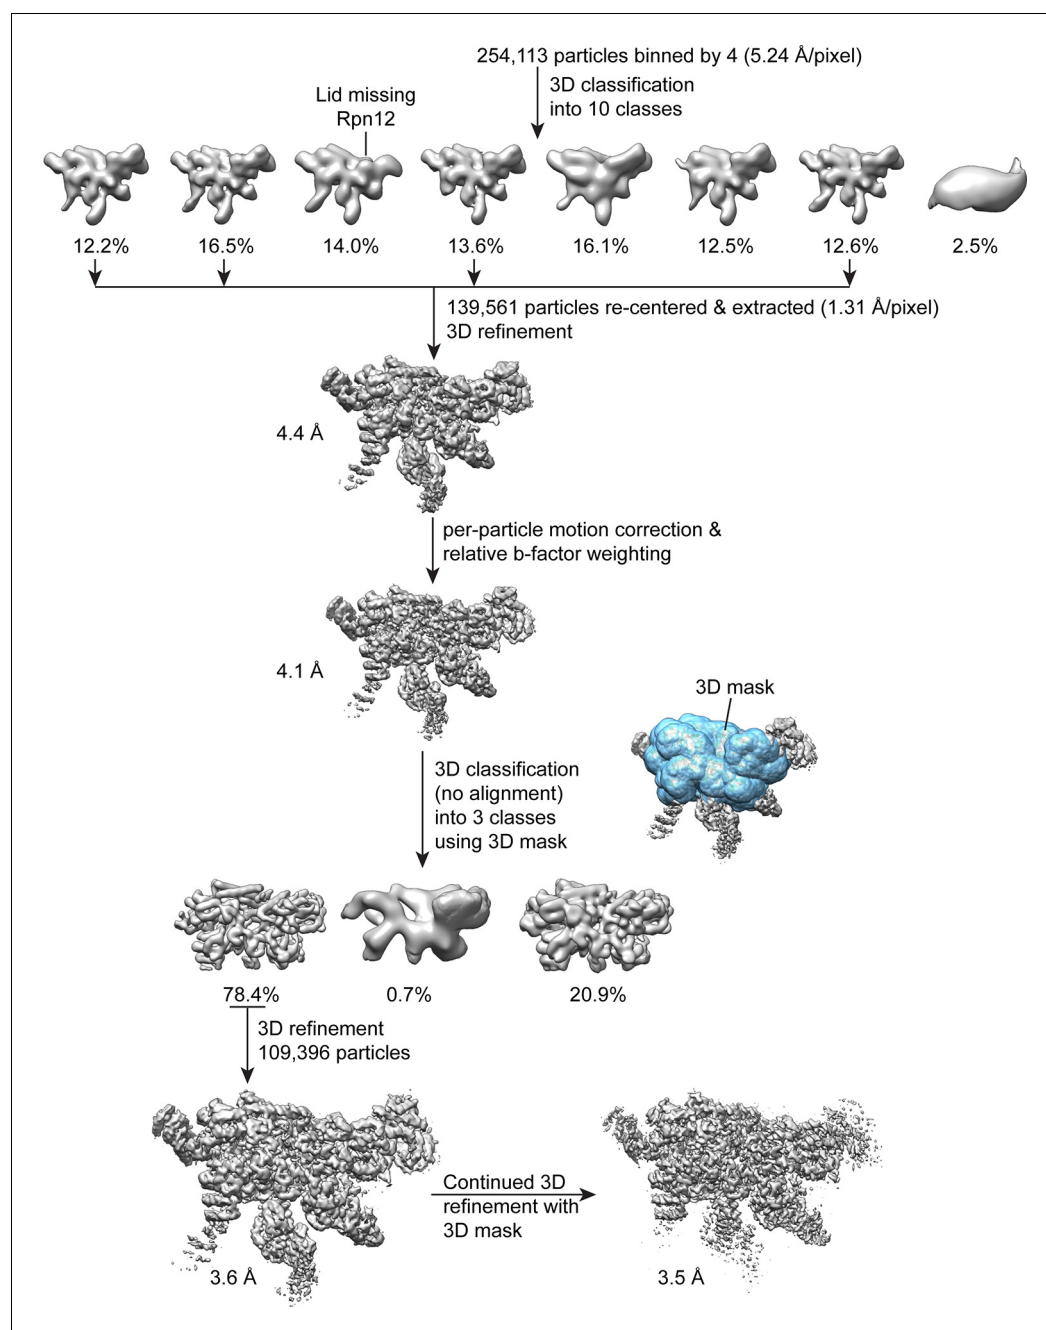 254,113 particles binned by 4 (5.24 Å/pixel)
3D classification
into 10 classes
Lid missing
Rpn12
12.2%
16.5%
14.0%
13.6%
16.1%
12.5%
12.6%
2.5%
139,561 particles re-centered & extracted (1.31 Å/pixel)
3D refinement
4.4 Å
per-particle motion correction &
relative b-factor weighting
4.1 Å
3D mask
3D classification
(no alignment)
into 3 classes
using 3D mask
78.4%
0.7%
20.9%
3D refinement
109,396 particles
Continued 3D
refinement with
3D mask
3.6 Å
3.5 Å